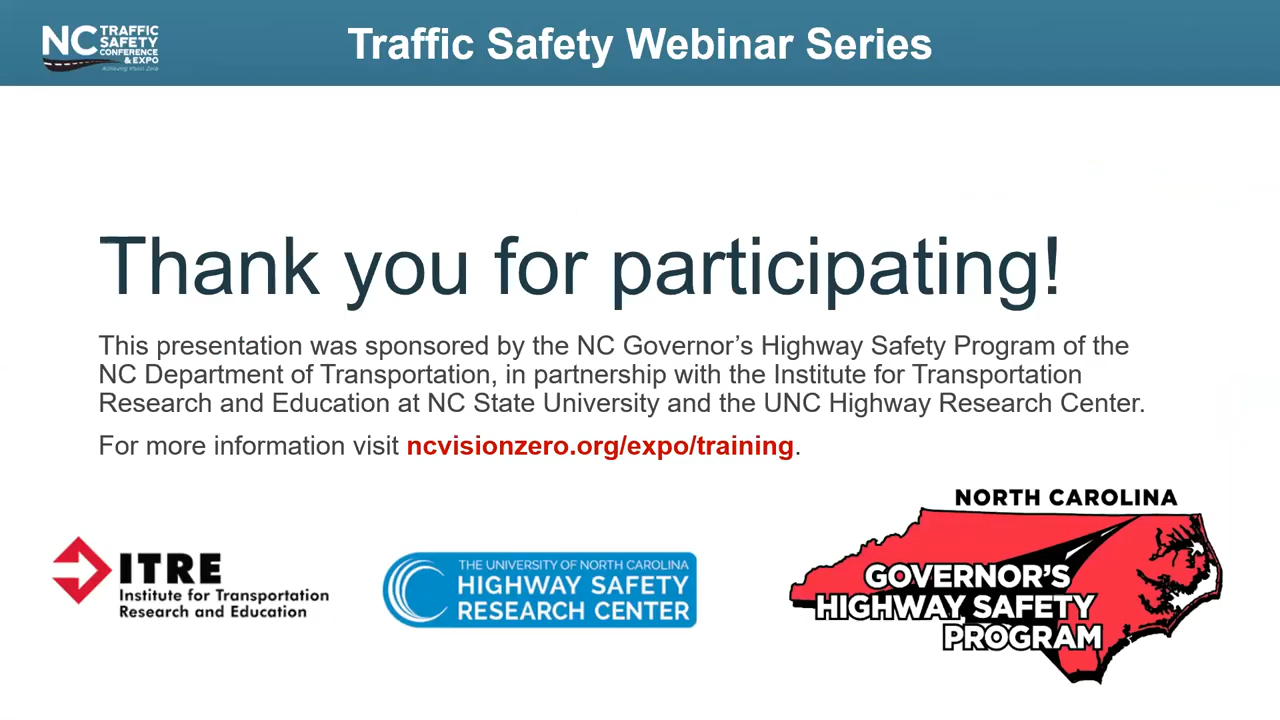 NC TRAFFIC
SAFETY
CONFERENCE
& EXPO
Achieving Vision Zero
Traffic Safety Webinar Series
Thank you for participating!
This presentation was sponsored by the NC Governor’s Highway Safety Program of the
NC Department of Transportation, in partnership with the Institute for Transportation
Research and Education at NC State University and the UNC Highway Research Center.
For more information visit ncvisionzero.org/expo/training.
ITRE
Institute for Transportation
Research and Education
THE UNIVERSITY OF NORTH CAROLINA
HIGHWAY SAFETY
RESEARCH CENTER
NORTH CAROLINA
GOVERNOR’S
HIGHWAY SAFETY
PROGRAM